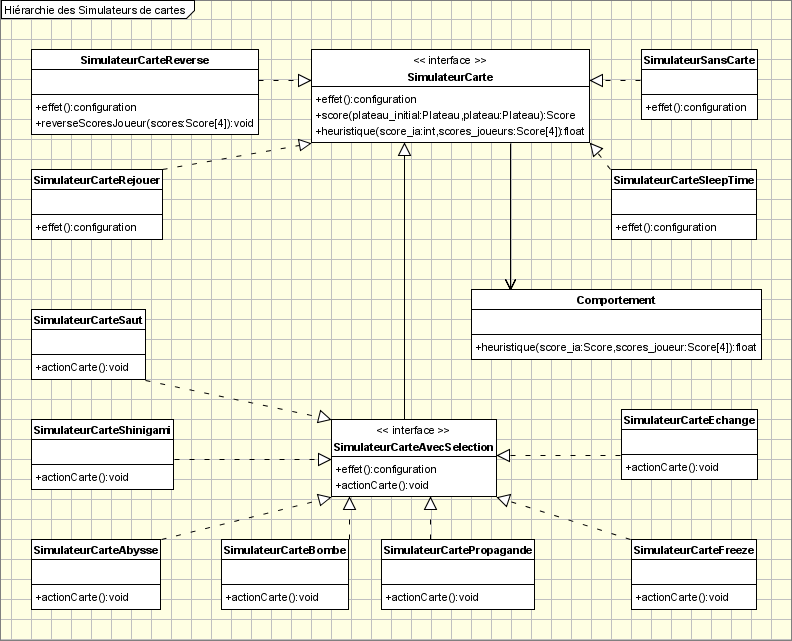 Hiérarchie des Simulateurs de cartes
SimulateurCarteReverse
+effet():configuration
+reverseScoresJoueur(scores:Score[4]):void
<< interface >>
SimulateurCarte
+effet():configuration
+score(plateau_initial:Plateau,plateau:Plateau):Score
+heuristique(score_ia:int,scores_joueurs:Score[4]):float
SimulateurSansCarte
+effet():configuration
SimulateurCarteRejouer
+effet():configuration
SimulateurCarteSleepTime
+effet():configuration
Comportement
+heuristique(score_ia:Score,scores_joueur:Score[4]):float
SimulateurCarteSaut
+actionCarte():void
SimulateurCarteShinigami
+actionCarte():void
<< interface >>
SimulateurCarteAvecSelection
+effet():configuration
+actionCarte():void
SimulateurCarteEchange
+actionCarte():void
SimulateurCarteAbysse
+actionCarte():void
SimulateurCarteBombe
+actionCarte():void
SimulateurCartePropagande
+actionCarte():void
SimulateurCarteFreeze
+actionCarte():void